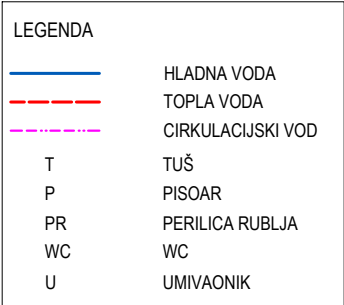 LEGENDA
HLADNA VODA
TOPLA VODA
CIRKULACIJSKI VOD
T TUŠ
P PISOAR
PR PERILICA RUBLJA
WC WC
U UMIVAONIK